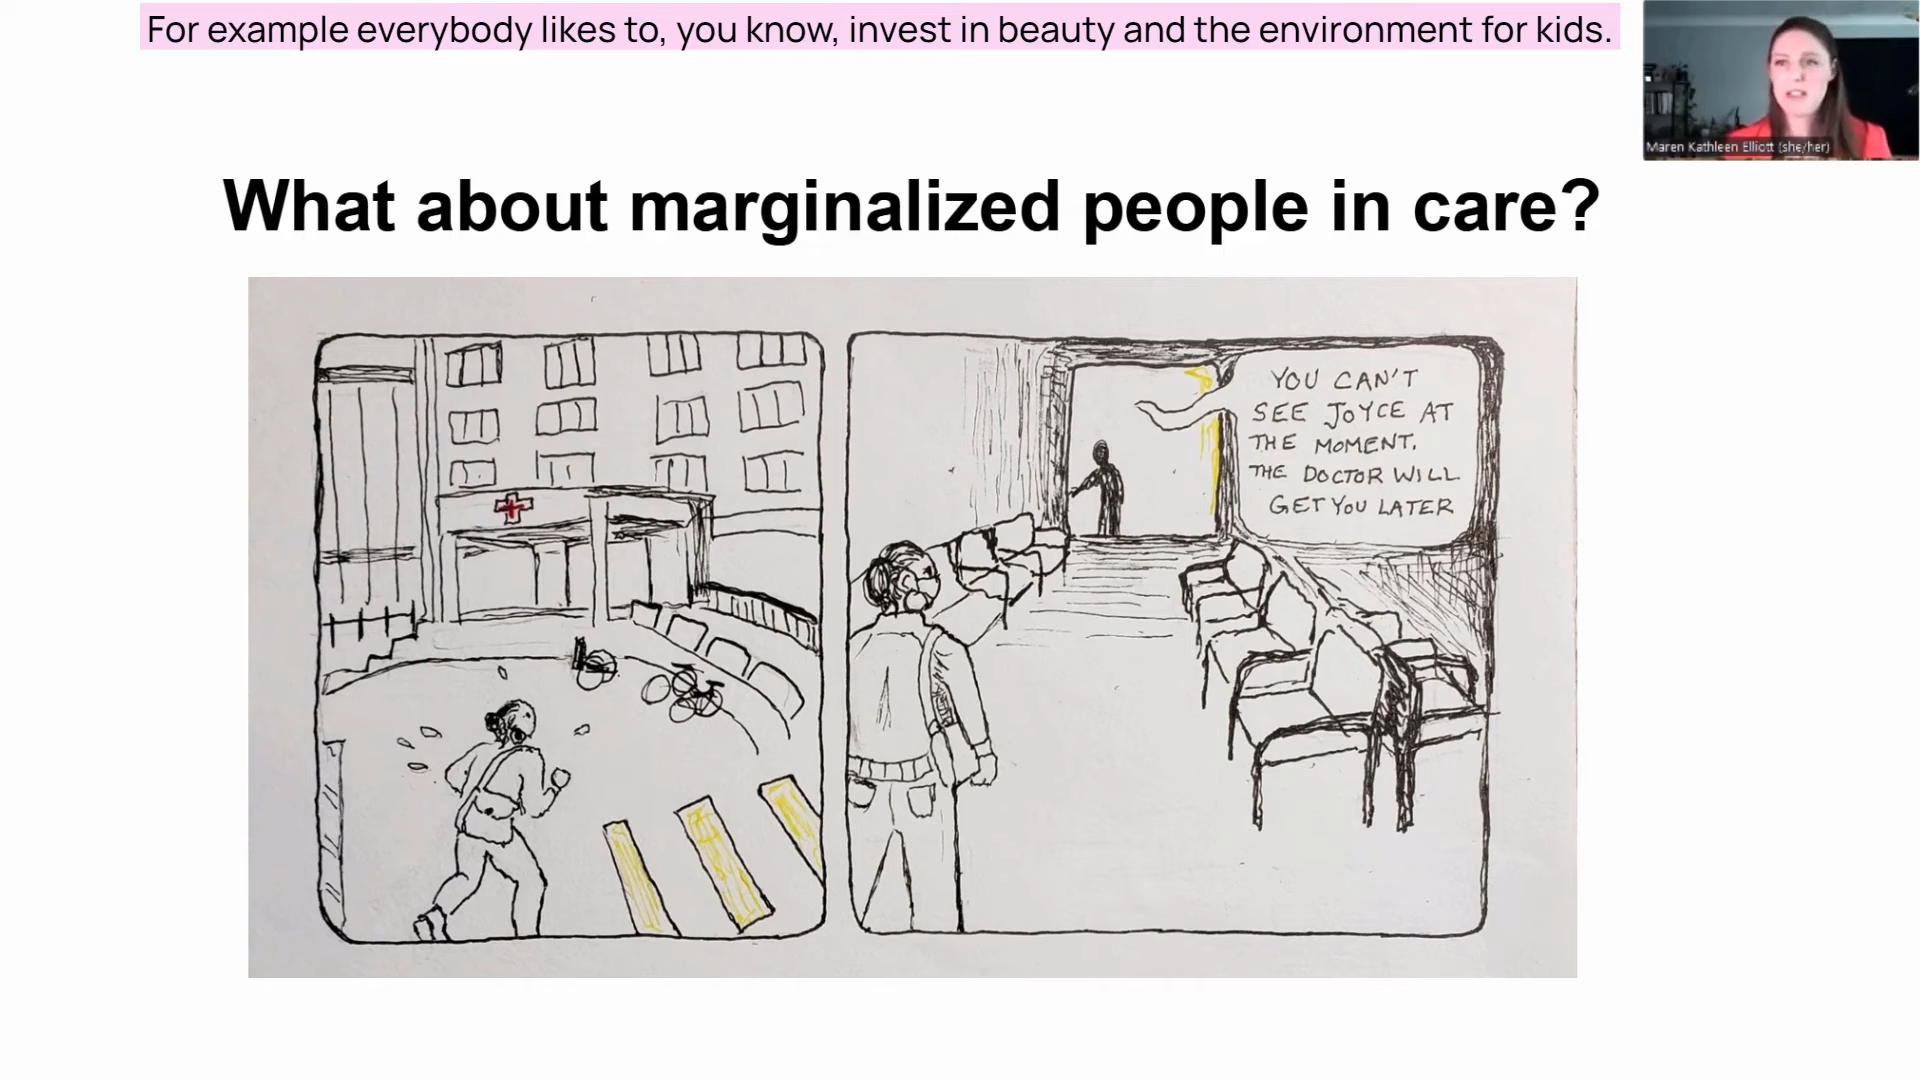 For example everybody likes to, you know, invest in beauty and the environment for kids.
Maren Kathleen Elliott (she/her)
What about marginalized people in care?
YOU CAN'T
SEE JOYCE AT
THE MOMENT.
THE DOCTOR WILL
GET YOU LATER